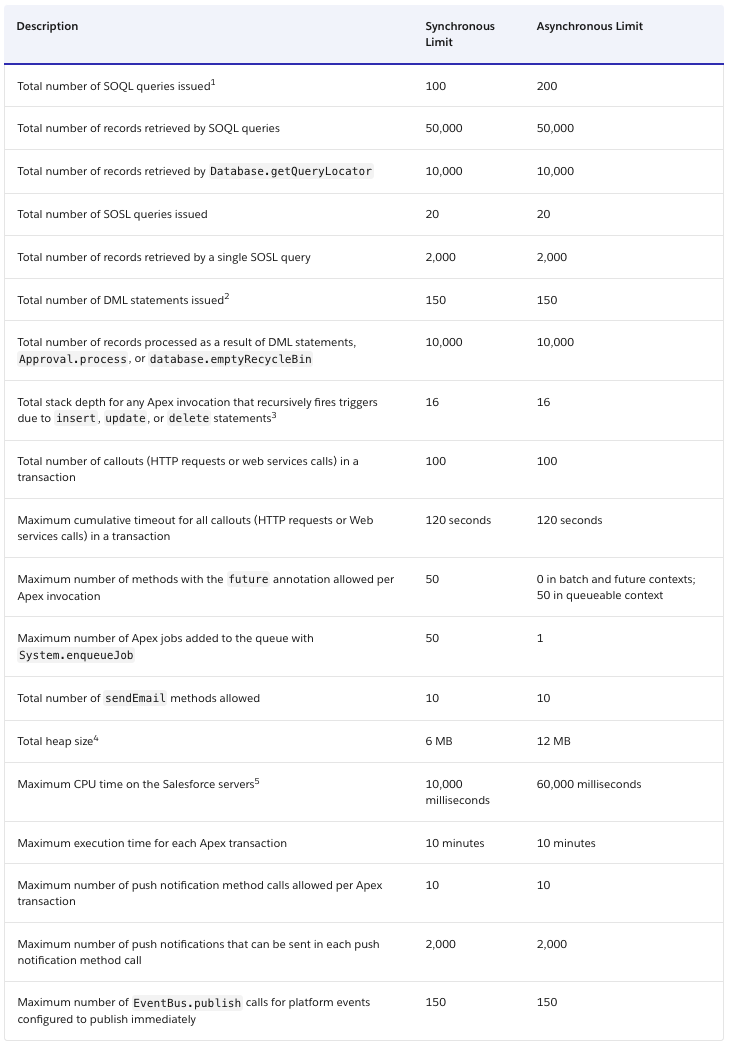 Description Synchronous Limit Asynchronous Limit
Total number of SOQL queries issued1 100 200
Total number of records retrieved by SOQL queries 50,000 50,000
Total number of records retrieved by Database.getQueryLocator 10,000 10,000
Total number of SOSL queries issued 20 20
Total number of records retrieved by a single SOSL query 2,000 2,000
Total number of DML statements issued2 150 150
Total number of records processed as a result of DML statements, 10,000 10,000
Approval.process, or database.emptyRecycleBin
Total stack depth for any Apex invocation that recursively fires triggers 16 16
due to insert, update, or delete statements3
Total number of callouts (HTTP requests or web services calls) in a 100 100
transaction
Maximum cumulative timeout for all callouts (HTTP requests or Web 120 seconds 120 seconds
services calls) in a transaction
Maximum number of methods with the future annotation allowed per 50 0 in batch and future contexts;
Apex invocation 50 in queueable context
Maximum number of Apex jobs added to the queue with 50 1
System.enqueueJob
Total number of sendEmail methods allowed 10 10
Total heap size4 6 MB 12 MB
Maximum CPU time on the Salesforce servers5 10,000 60,000 milliseconds
milliseconds
Maximum execution time for each Apex transaction 10 minutes 10 minutes
Maximum number of push notification method calls allowed per Apex 10 10
transaction
Maximum number of push notifications that can be sent in each push 2,000 2,000
notification method call
Maximum number of EventBus.publish calls for platform events 150 150
configured to publish immediately